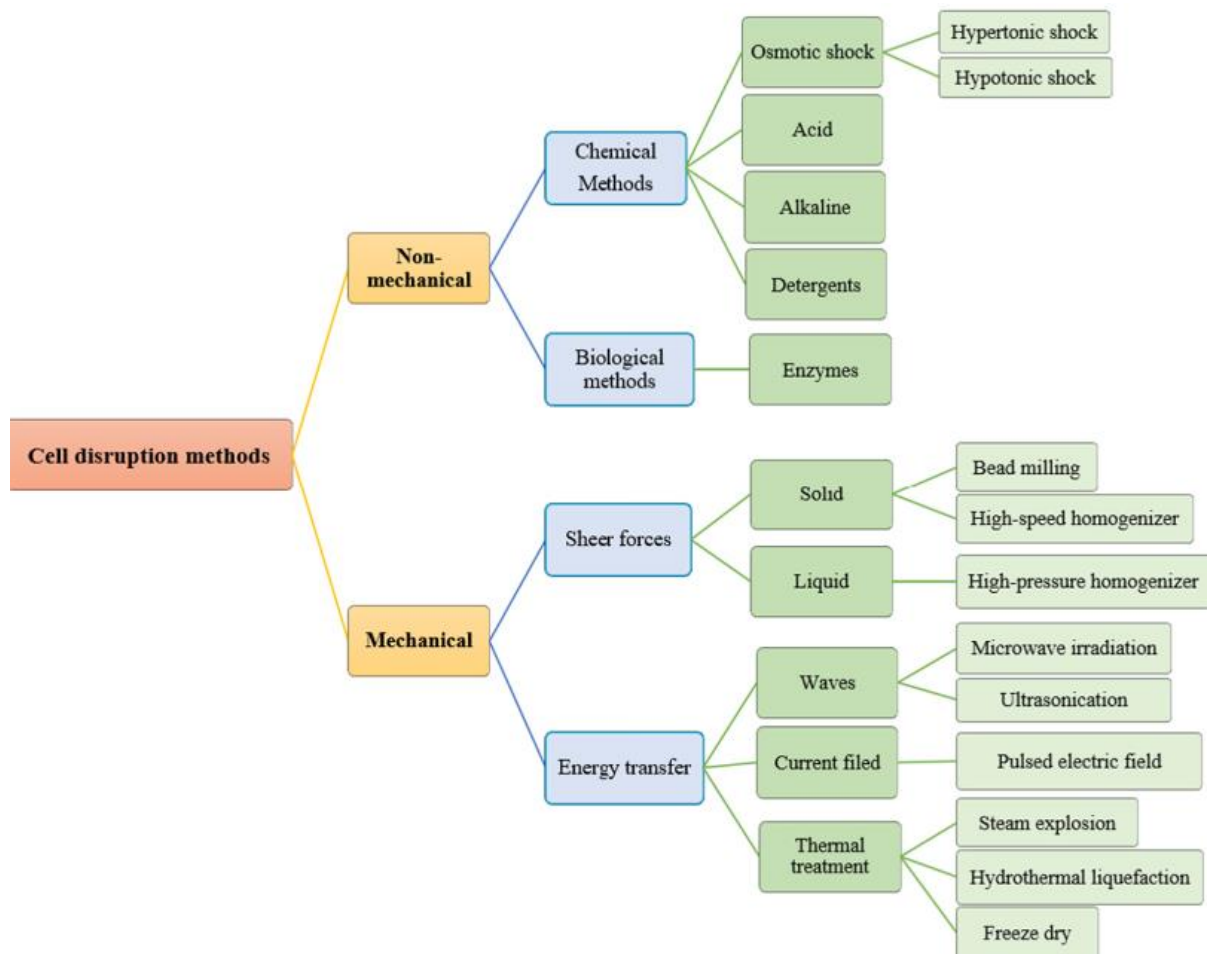 Cell disruption methods
Non-
mechanical
Chemical
Methods
Osmotic shock
Hypertonic shock
Hypotonic shock
Acid
Alkaline
Detergents
Biological
methods
Enzymes
Mechanical
Sheer forces
Solid
Bead milling
High-speed homogenizer
Liquid
High-pressure homogenizer
Energy transfer
Waves
Microwave irradiation
Ultrasonication
Current filed
Pulsed electric field
Thermal
treatment
Steam explosion
Hydrothermal liquefaction
Freeze dry